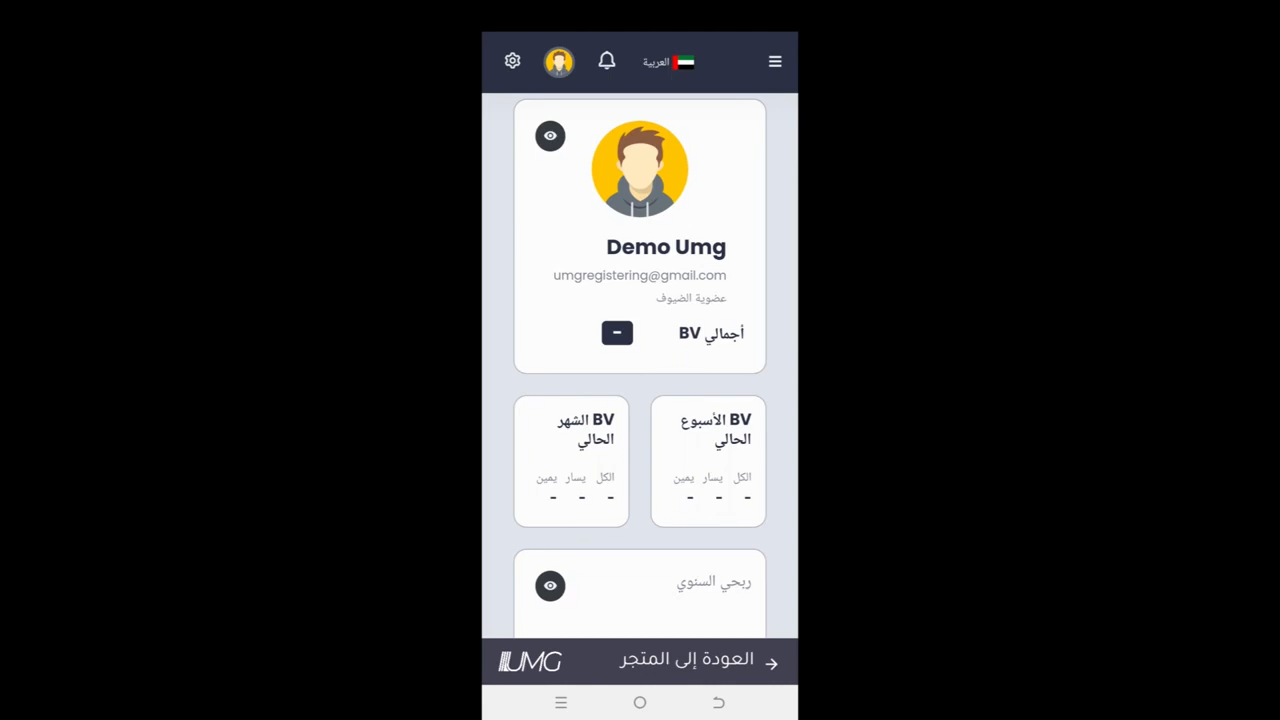 العربية
Demo Umg
umgregistering@gmail.com
عضوية الضيوف
أجمالي BV -
BV الأسبوع
الحالي
الكل يسار يمين
- - -
BV الشهر
الحالي
الكل يسار يمين
- - -
ربحي السنوي
العودة إلى المتجر
UMG